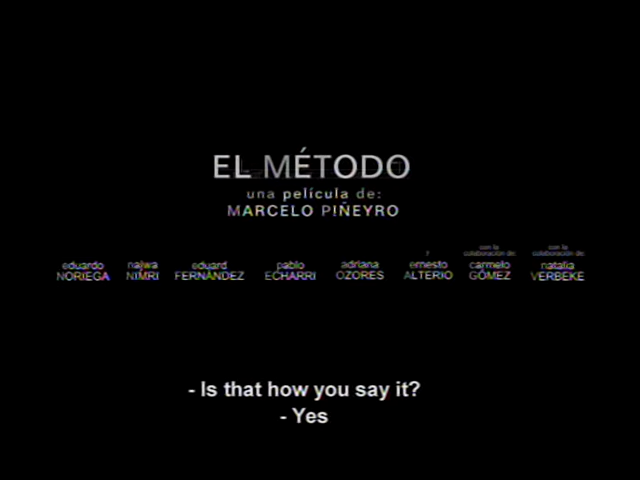 EL MÉTODO
una película de:
MARCELO PIÑEYRO
eduardo NORIEGA
najwa NIMRI
eduard FERNÁNDEZ
pablo ECHARRI
adriana OZORES
y ernesto ALTERIO
con la colaboración de: carmelo GÓMEZ
con la colaboración de: natalia VERBEKE
- Is that how you say it?
- Yes